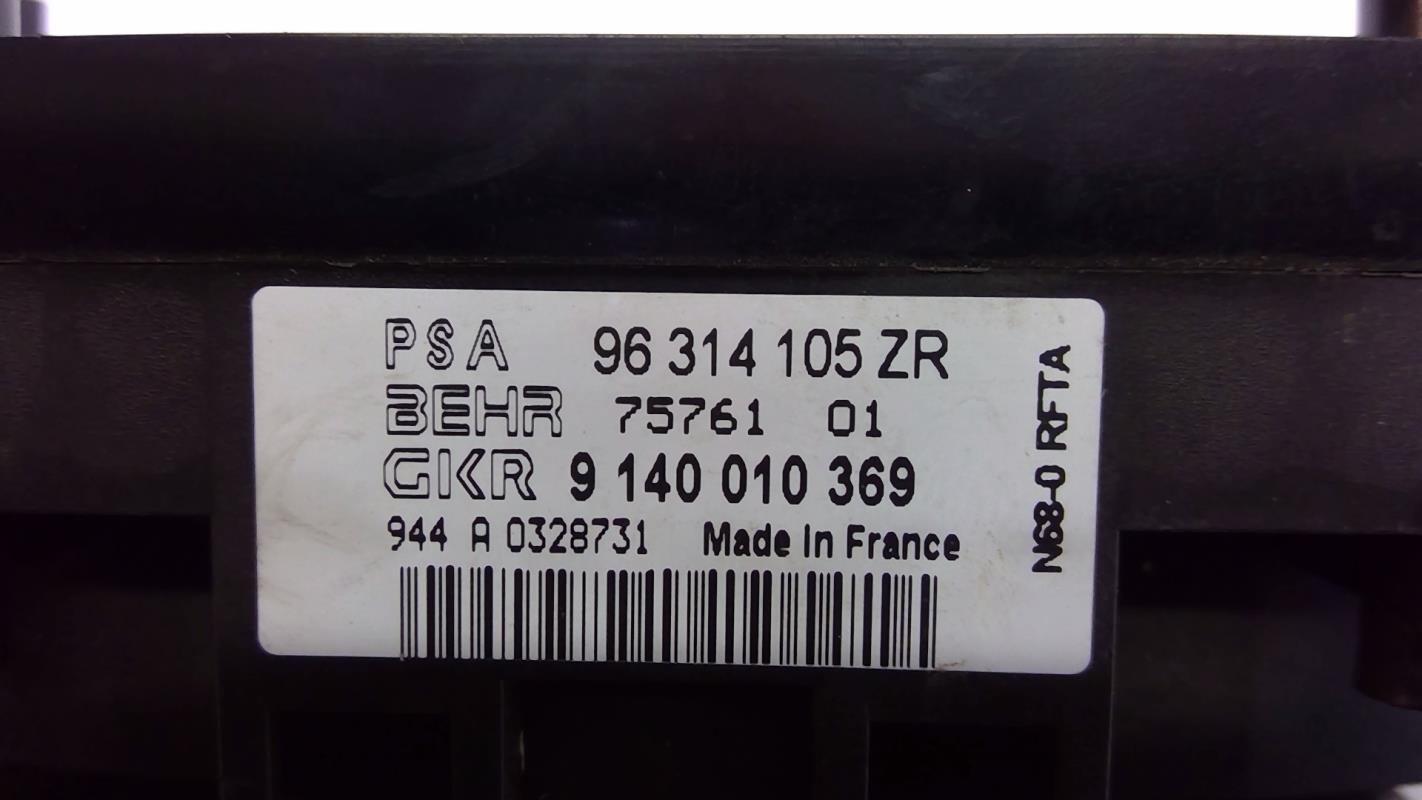 PSA 96 314 105 ZR
BEHR 75761 01
GKR 9 140 010 369
944 A 0328731 Made In France
N68-0 RFTA